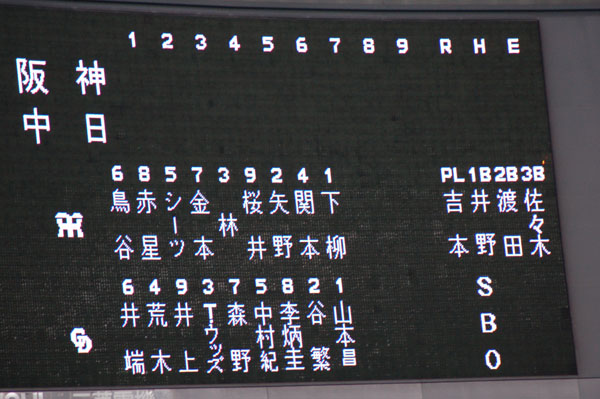 1 2 3 4 5 6 7 8 9 R H E
阪神
中日
6 8 5 7 3 9 2 4 1 PL 1B 2B 3B
鳥谷 赤星 シーツ 金本 林 桜井 矢野 関本 下柳 吉本 井野 渡田 佐々木
HT
6 4 9 3 7 5 8 2 1
井端 荒木 井上 T・ウッズ 森野 中村紀 李炳圭 谷繁 山本昌
CD
S
B
O